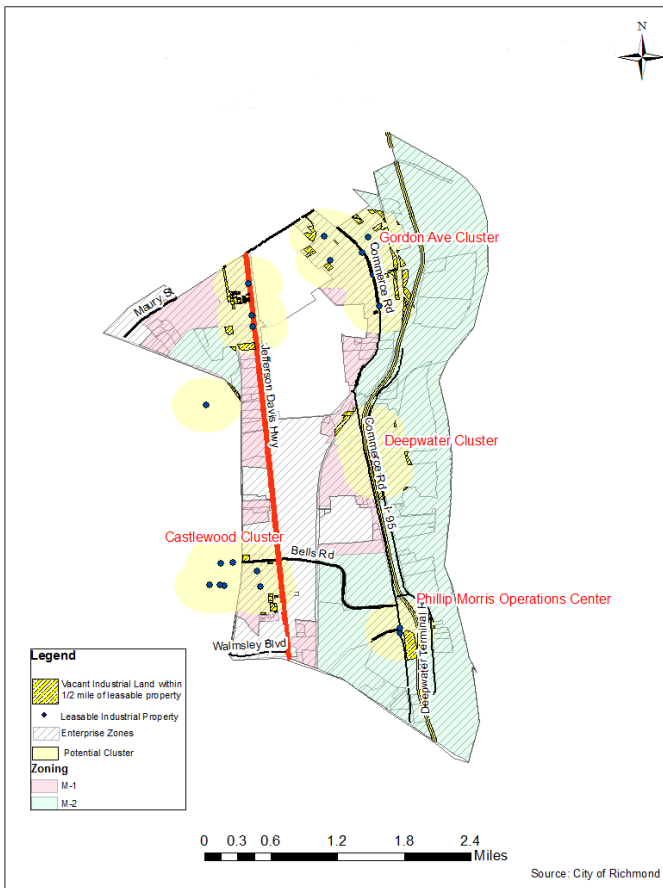 N
Gordon Ave Cluster
Commerce Rd
Maury St
Jefferson Davis Hwy
Deepwater Cluster
Commerce Rd
I-95
Castlewood Cluster
Bells Rd
Phillip Morris Operations Center
Deepwater Terminal
Walmsley Blvd
Legend
Vacant Industrial Land within
1/2 mile of leasable property
Leasable Industrial Property
Enterprise Zones
Potential Cluster
Zoning
M-1
M-2
0 0.3 0.6 1.2 1.8 2.4
Miles
Source: City of Richmond